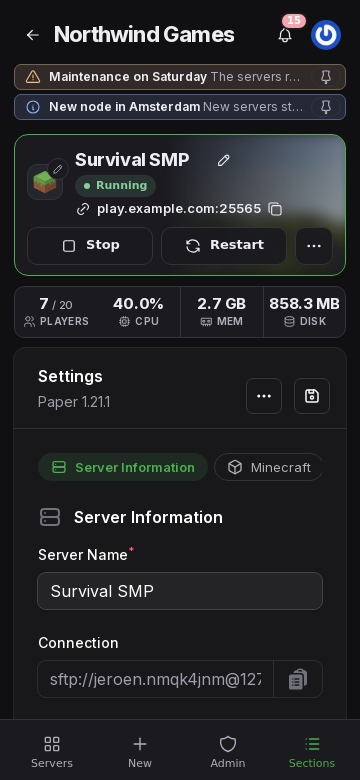 Northwind Games
15
Maintenance on Saturday The servers r...
New node in Amsterdam New servers st...
Survival SMP
Running
play.example.com:25565
Stop
Restart
7 / 20
PLAYERS
40.0%
CPU
2.7 GB
MEM
858.3 MB
DISK
Settings
Paper 1.21.1
Server Information
Minecraft
Server Information
Server Name*
Survival SMP
Connection
sftp://jeroen.nmqk4jnm@127
Servers
New
Admin
Sections